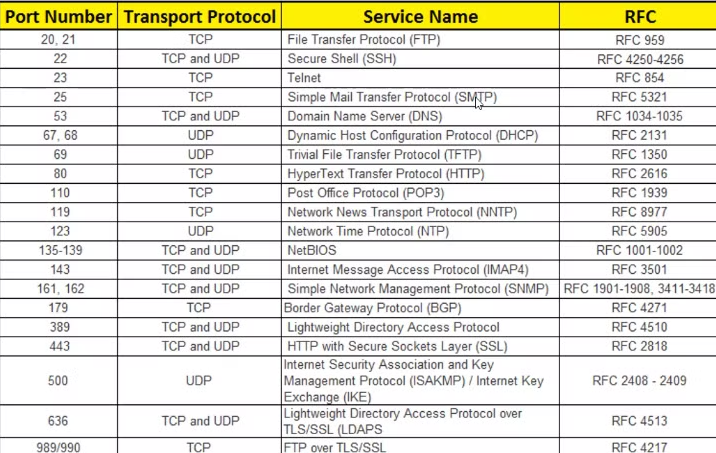 Port Number Transport Protocol Service Name RFC
20, 21 TCP File Transfer Protocol (FTP) RFC 959
22 TCP and UDP Secure Shell (SSH) RFC 4250-4256
23 TCP Telnet RFC 854
25 TCP Simple Mail Transfer Protocol (SMTP) RFC 5321
53 TCP and UDP Domain Name Server (DNS) RFC 1034-1035
67, 68 UDP Dynamic Host Configuration Protocol (DHCP) RFC 2131
69 UDP Trivial File Transfer Protocol (TFTP) RFC 1350
80 TCP HyperText Transfer Protocol (HTTP) RFC 2616
110 TCP Post Office Protocol (POP3) RFC 1939
119 TCP Network News Transport Protocol (NNTP) RFC 8977
123 UDP Network Time Protocol (NTP) RFC 5905
135-139 TCP and UDP NetBIOS RFC 1001-1002
143 TCP and UDP Internet Message Access Protocol (IMAP4) RFC 3501
161, 162 TCP and UDP Simple Network Management Protocol (SNMP) RFC 1901-1908, 3411-3418
179 TCP Border Gateway Protocol (BGP) RFC 4271
389 TCP and UDP Lightweight Directory Access Protocol RFC 4510
443 TCP and UDP HTTP with Secure Sockets Layer (SSL) RFC 2818
Internet Security Association and Key
500 UDP Management Protocol (ISAKMP) / Internet Key RFC 2408 - 2409
Exchange (IKE)
636 TCP and UDP Lightweight Directory Access Protocol over RFC 4513
TLS/SSL (LDAPS
989/990 TCP FTP over TLS/SSL RFC 4217